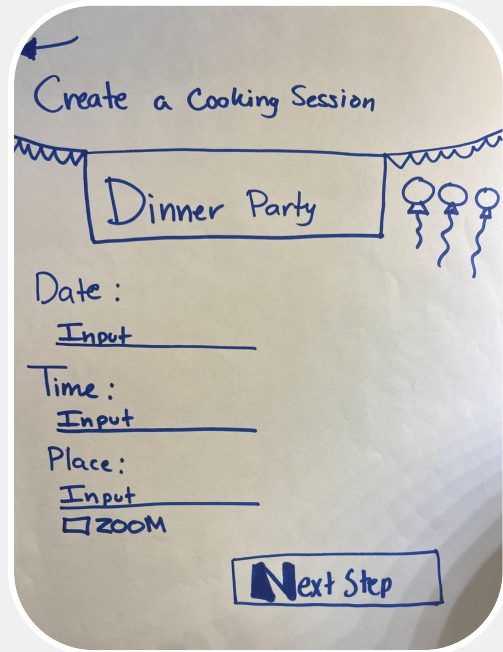 Create a Cooking Session
Dinner Party
Date:
Input
Time:
Input
Place:
Input
ZOOM
Next Step